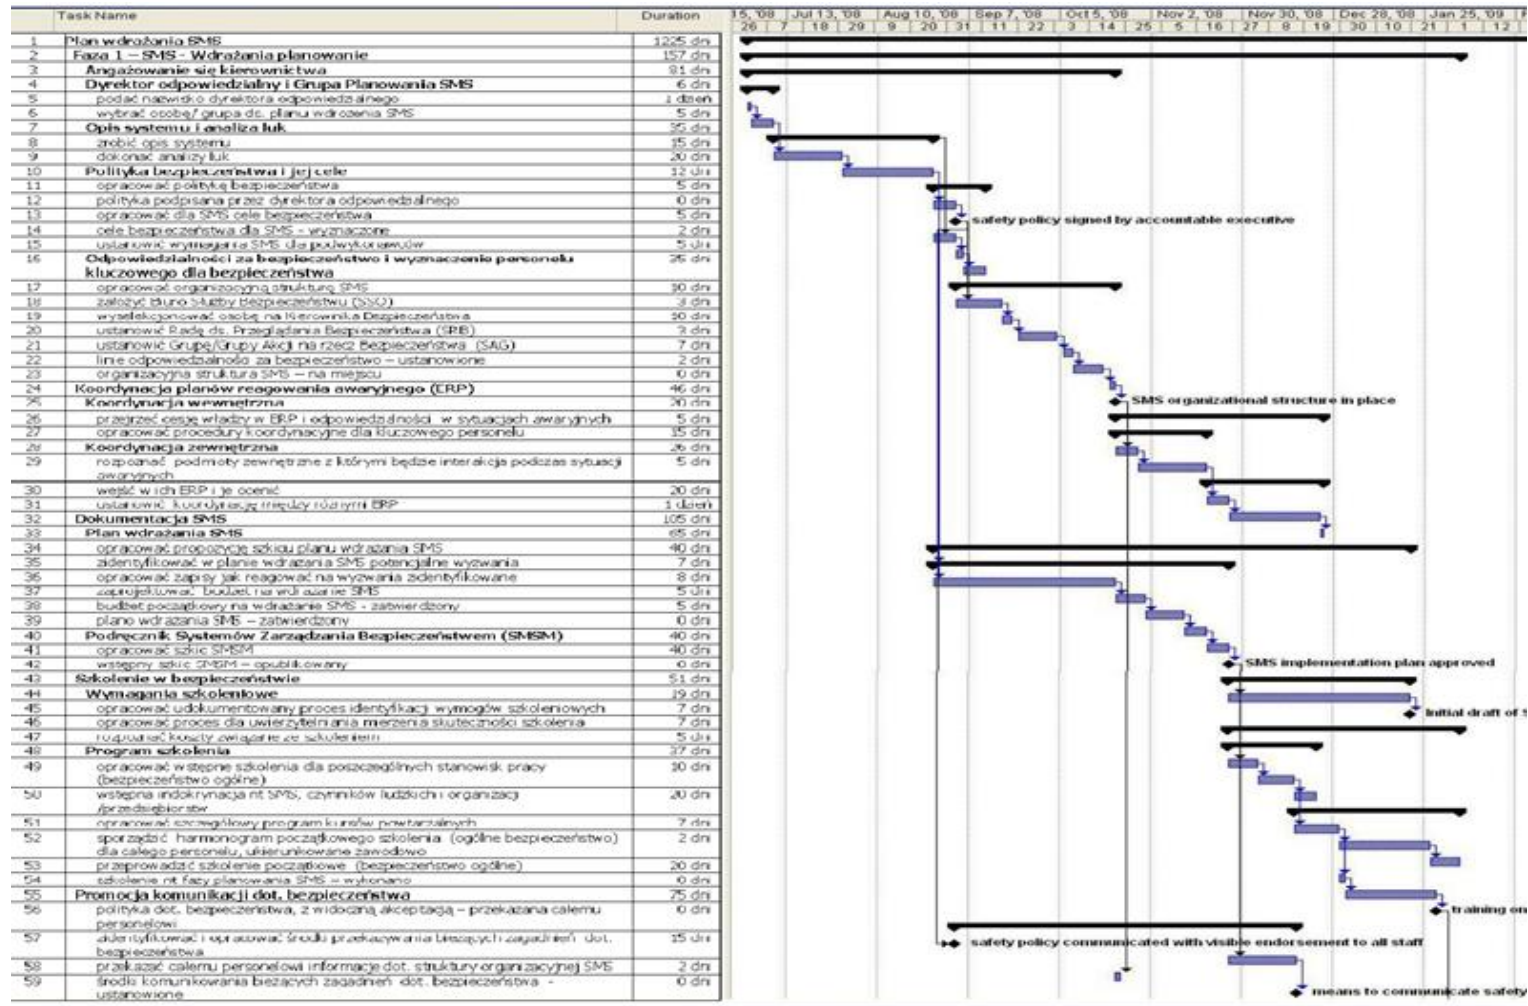 Task Name Duration 15, '08 Jul 13, '08 Aug 10, '08 Sep 7, '08 Oct 5, '08 Nov 2, '08 Nov 30, '08 Dec 28, '08 Jan 25, '09
26 7 18 29 9 20 31 11 22 3 14 25 5 16 27 8 19 30 10 21 1 12
1 Plan wdrażania SMS 1225 dni
2 Faza 1 – SMS - Wdrażania planowanie 157 dni
3 Angażowanie się kierownictwa 81 dni
4 Dyrektor odpowiedzialny i Grupa Planowania SMS 6 dni
5 podać nazwisko dyrektora odpowiedzialnego 1 dzień
6 wybrać osobę/ grupa ds. planu wdrożenia SMS 5 dni
7 Opis systemu i analiza luk 35 dni
8 zrobić opis systemu 15 dni
9 dokonać analizy luk 20 dni
10 Polityka bezpieczeństwa i jej cele 12 dni
11 opracować politykę bezpieczeństwa 5 dni
12 polityka podpisana przez dyrektora odpowiedzialnego 0 dni
13 opracować dla SMS cele bezpieczeństwa 5 dni
safety policy signed by accountable executive
14 cele bezpieczeństwa dla SMS - wyznaczone 2 dni
15 ustanowić wymagania SMS dla podwykonawców 5 dni
16 Odpowiedzialności za bezpieczeństwo i wyznaczenie personelu 35 dni
kluczowego dla bezpieczeństwa
17 opracować organizacyjną strukturę SMS 10 dni
18 założyć Biuro Służby Bezpieczeństwu (SSO) 3 dni
19 wyselekcjonować osobę na Kierownika Bezpieczeństwa 10 dni
20 ustanowić Radę ds. Przeglądania Bezpieczeństwa (SRB) 3 dni
21 ustanowić Grupę/Grupy Akcji na rzecz Bezpieczeństwa (SAG) 7 dni
22 linie odpowiedzialności za bezpieczeństwo – ustanowione 2 dni
23 organizacyjna struktura SMS – na miejscu 0 dni
24 Koordynacja planów reagowania awaryjnego (ERP) 46 dni
25 Koordynacja wewnętrzna 20 dni
SMS organizational structure in place
26 przejrzeć cesję władzy w ERP i odpowiedzialności w sytuacjach awaryjnych 5 dni
27 opracować procedury koordynacyjne dla kluczowego personelu 15 dni
28 Koordynacja zewnętrzna 26 dni
29 rozpoznać podmioty zewnętrzne z którymi będzie interakcja podczas sytuacji 5 dni
awaryjnych
30 wejść w ich ERP i je ocenić 20 dni
31 ustanowić koordynację między różnymi ERP 1 dzień
32 Dokumentacja SMS 105 dni
33 Plan wdrażania SMS 65 dni
34 opracować propozycję szkicu planu wdrażania SMS 40 dni
35 zidentyfikować w planie wdrażania SMS potencjalne wyzwania 7 dni
36 opracować zapisy jak reagować na wyzwania zidentyfikowane 8 dni
37 zaprojektować budżet na wdrażanie SMS 5 dni
38 budżet początkowy na wdrażanie SMS - zatwierdzony 5 dni
39 plano wdrażania SMS – zatwierdzony 0 dni
40 Podręcznik Systemów Zarządzania Bezpieczeństwem (SMSM) 40 dni
41 opracować szkic SMSM 40 dni
42 wstępny szkic SMSM – opublikowany 0 dni
SMS implementation plan approved
43 Szkolenie w bezpieczeństwie 51 dni
44 Wymagania szkoleniowe 19 dni
45 opracować udokumentowany proces identyfikacji wymogów szkoleniowych 7 dni
Initial draft of S
46 opracować proces dla uwierzytelniania mierzenia skuteczności szkolenia 7 dni
47 rozpoznać koszty związane ze szkoleniem 5 dni
48 Program szkolenia 37 dni
49 opracować wstępne szkolenia dla poszczególnych stanowisk pracy 10 dni
(bezpieczeństwo ogólne)
50 wstępna indokrynacja nt SMS, czynników ludzkich i organizacji 20 dni
/przedsiębiorstw
51 opracować szczegółowy program kursów powtarzalnych 7 dni
52 sporządzić harmonogram początkowego szkolenia (ogólne bezpieczeństwo) 2 dni
dla całego personelu, ukierunkowane zawodowo
53 przeprowadzić szkolenie początkowe (bezpieczeństwo ogólne) 20 dni
54 szkolenie nt fazy planowania SMS – wykonano 0 dni
55 Promocja komunikacji dot. bezpieczeństwa 75 dni
56 polityka dot. bezpieczeństwa, z widoczną akceptacją – przekazana całemu 0 dni
training on
personelowi
57 zidentyfikować i opracować środki przekazywania bieżących zagadnień dot. 15 dni
safety policy communicated with visible endorsement to all staff
bezpieczeństwa
58 przekazać całemu personelowi informacje dot. struktury organizacyjnej SMS 2 dni
59 środki komunikowania bieżących zagadnień dot. bezpieczeństwa - 0 dni
ustanowione
means to communicate safety